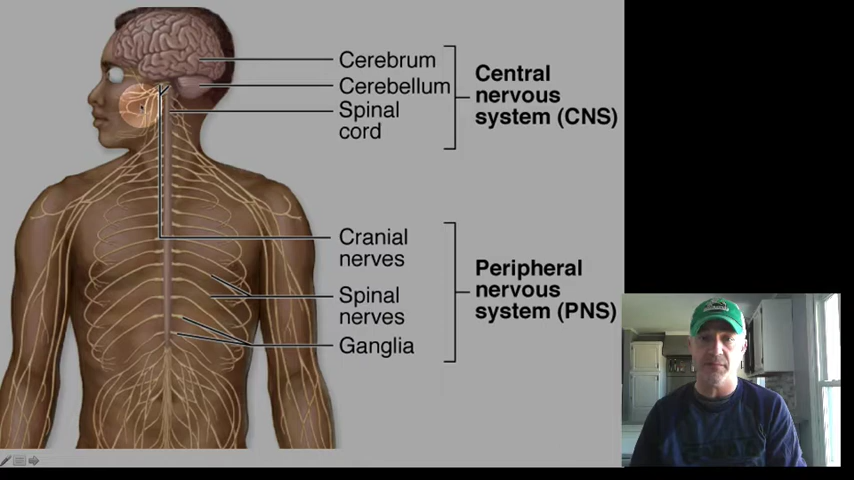 Cerebrum
Cerebellum
Spinal
cord
Central
nervous
system (CNS)
Cranial
nerves
Spinal
nerves
Ganglia
Peripheral
nervous
system (PNS)